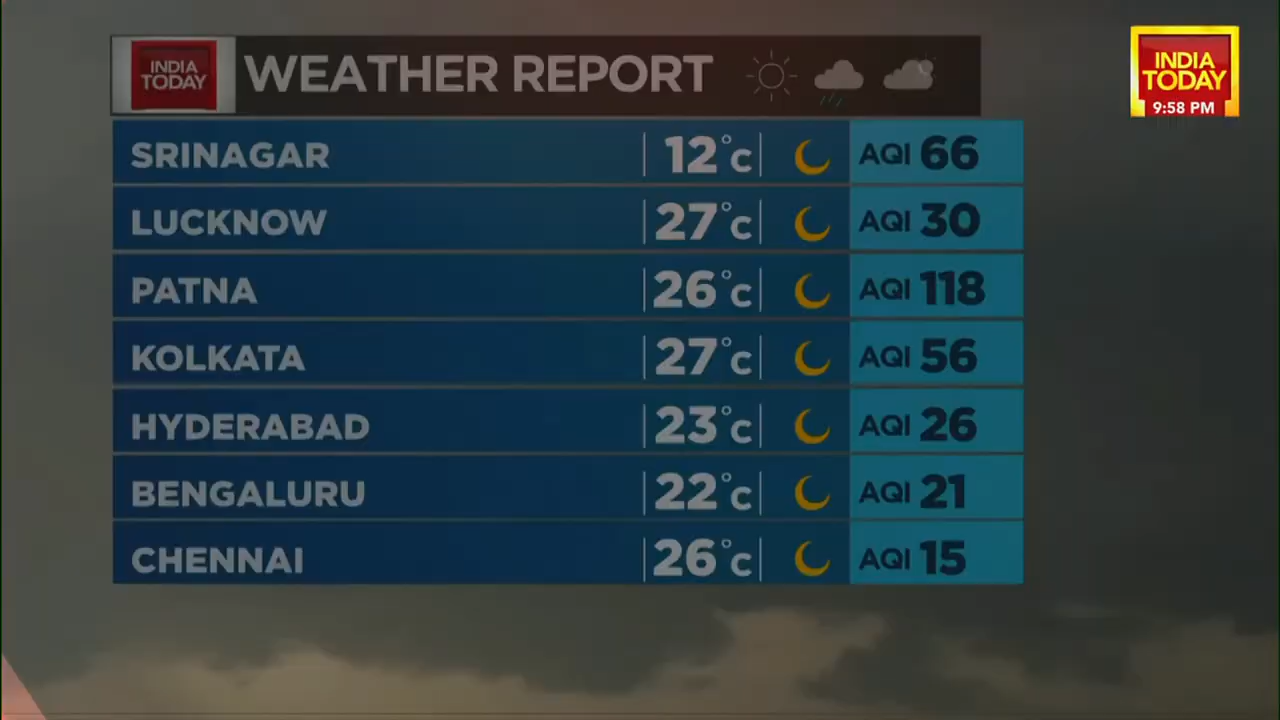 INDIA
TODAY
WEATHER REPORT
INDIA
TODAY
9:58 PM
SRINAGAR 12°C AQI 66
LUCKNOW 27°C AQI 30
PATNA 26°C AQI 118
KOLKATA 27°C AQI 56
HYDERABAD 23°C AQI 26
BENGALURU 22°C AQI 21
CHENNAI 26°C AQI 15